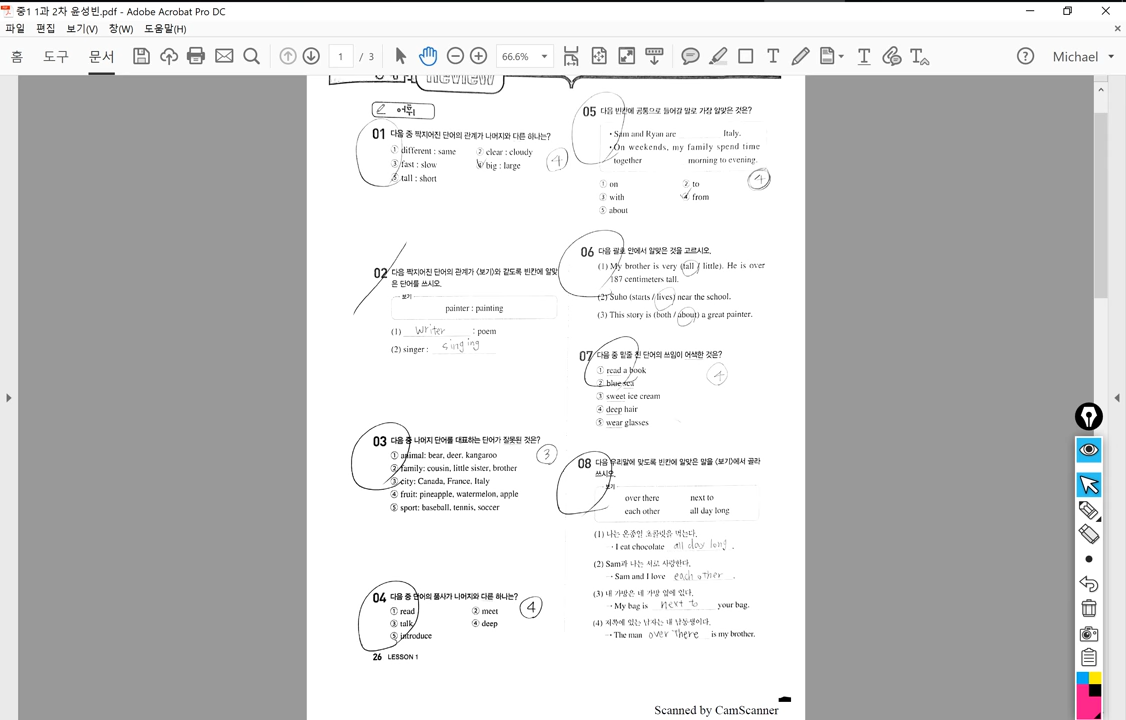 중1 1과 2차 윤성빈.pdf - Adobe Acrobat Pro DC
파일 편집 보기(V) 창(W) 도움말(H)
홈 도구 문서 1 / 3 66.6% Michael
어휘
01 다음 중 짝지어진 단어의 관계가 나머지와 다른 하나는?
① different : same ② clear : cloudy
③ fast : slow ④ big : large
⑤ tall : short
4
02 다음 짝지어진 단어의 관계가 <보기>와 같도록 빈칸에 알맞
은 단어를 쓰시오.
보기
painter : painting
(1) writer : poem
(2) singer : singing
03 다음 중 나머지 단어를 대표하는 단어가 잘못된 것은?
3
① animal: bear, deer, kangaroo
② family: cousin, little sister, brother
③ city: Canada, France, Italy
④ fruit: pineapple, watermelon, apple
⑤ sport: baseball, tennis, soccer
04 다음 중 단어의 품사가 나머지와 다른 하나는?
4
① read ② meet
③ talk ④ deep
⑤ introduce
26 LESSON 1
05 다음 빈칸에 공통으로 들어갈 말로 가장 알맞은 것은?
• Sam and Ryan are Italy.
• On weekends, my family spend time
together morning to evening.
① on ② to
③ with ④ from
⑤ about
4
06 다음 괄호 안에서 알맞은 것을 고르시오.
(1) My brother is very (tall / little). He is over
187 centimeters tall.
(2) Suho (starts / lives) near the school.
(3) This story is (both / about) a great painter.
07 다음 중 밑줄 친 단어의 쓰임이 어색한 것은?
① read a book
② blue sea
③ sweet ice cream
④ deep hair
⑤ wear glasses
4
08 다음 우리말에 맞도록 빈칸에 알맞은 말을 <보기>에서 골라
쓰시오.
보기
over there next to
each other all day long
(1) 나는 온종일 초콜릿을 먹는다.
→ I eat chocolate all day long .
(2) Sam과 나는 서로 사랑한다.
→ Sam and I love each other .
(3) 내 가방은 네 가방 옆에 있다.
→ My bag is next to your bag.
(4) 저쪽에 있는 남자는 내 남동생이다.
→ The man over There is my brother.
Scanned by CamScanner